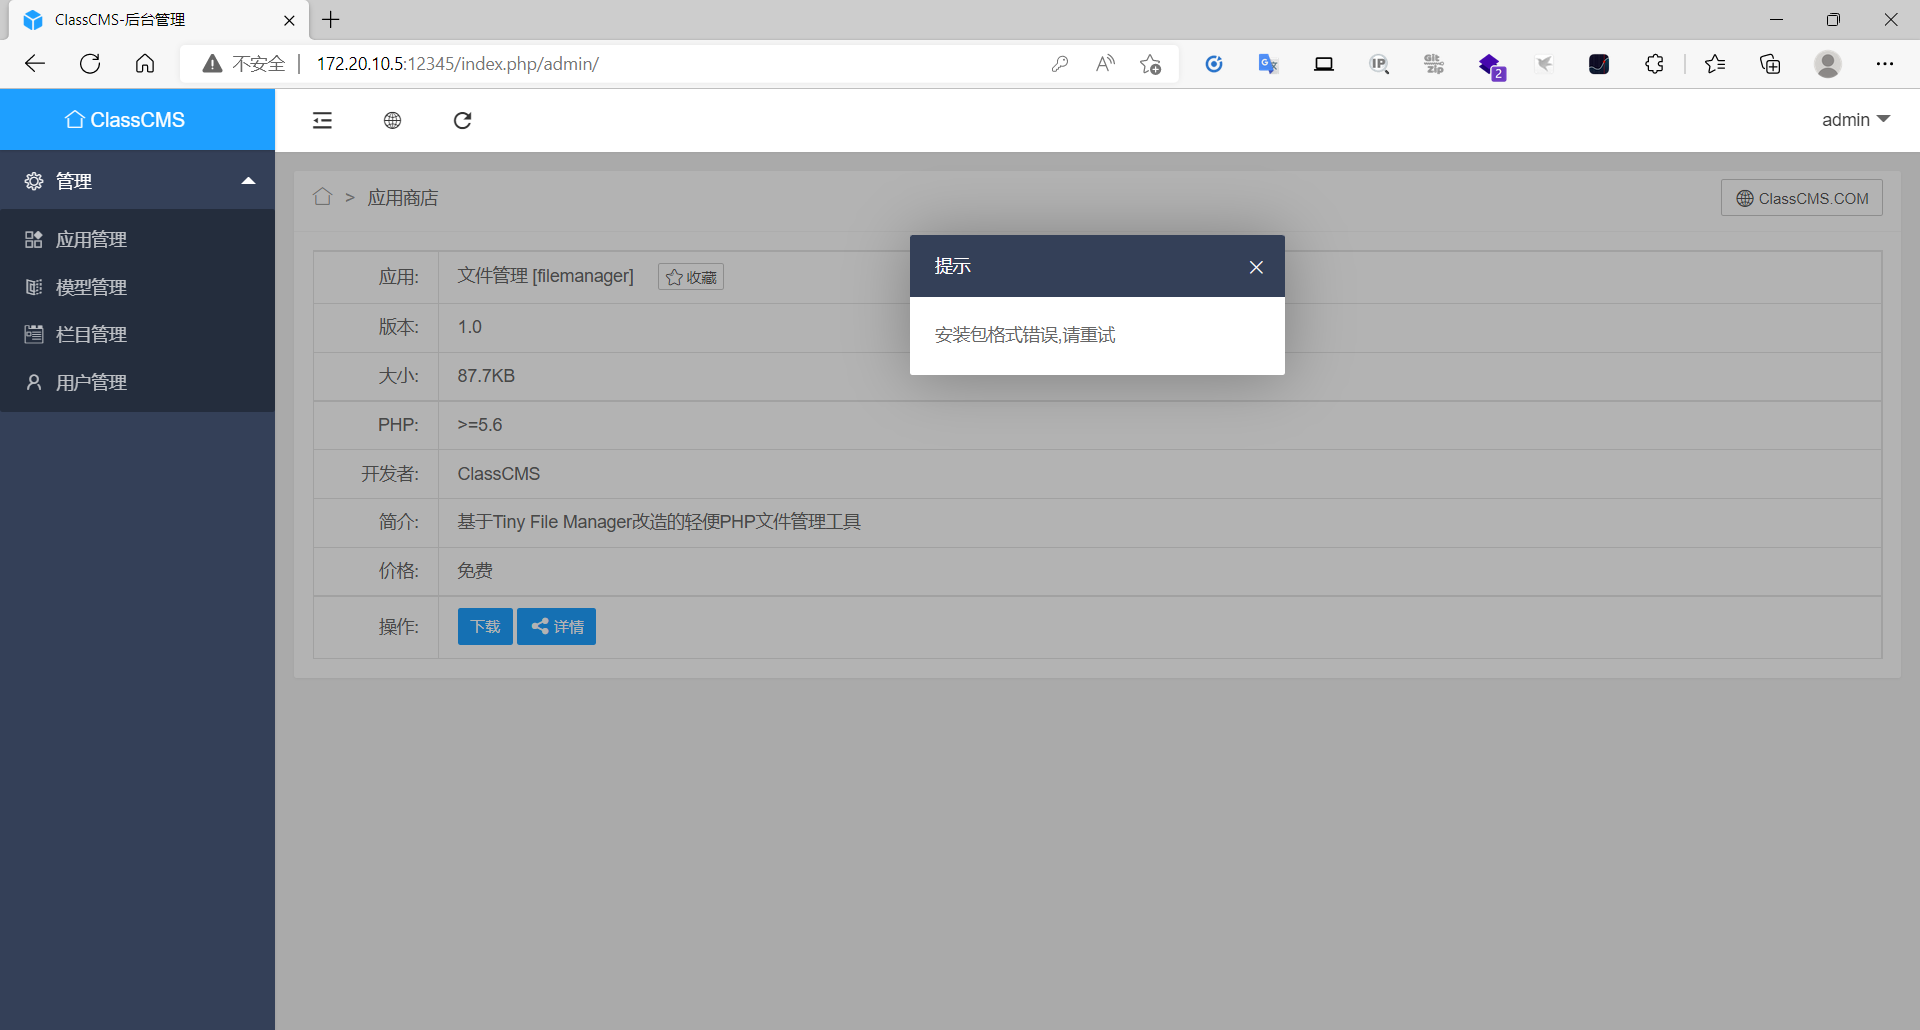 ClassCMS-后台管理
不安全 172.20.10.5:12345/index.php/admin/
IP
Git Zip
2
ClassCMS
admin
管理
应用管理
模型管理
栏目管理
用户管理
> 应用商店
ClassCMS.COM
应用: 文件管理 [filemanager] 收藏
版本: 1.0
大小: 87.7KB
PHP: >=5.6
开发者: ClassCMS
简介: 基于Tiny File Manager改造的轻便PHP文件管理工具
价格: 免费
操作: 下载 详情
提示
安装包格式错误,请重试